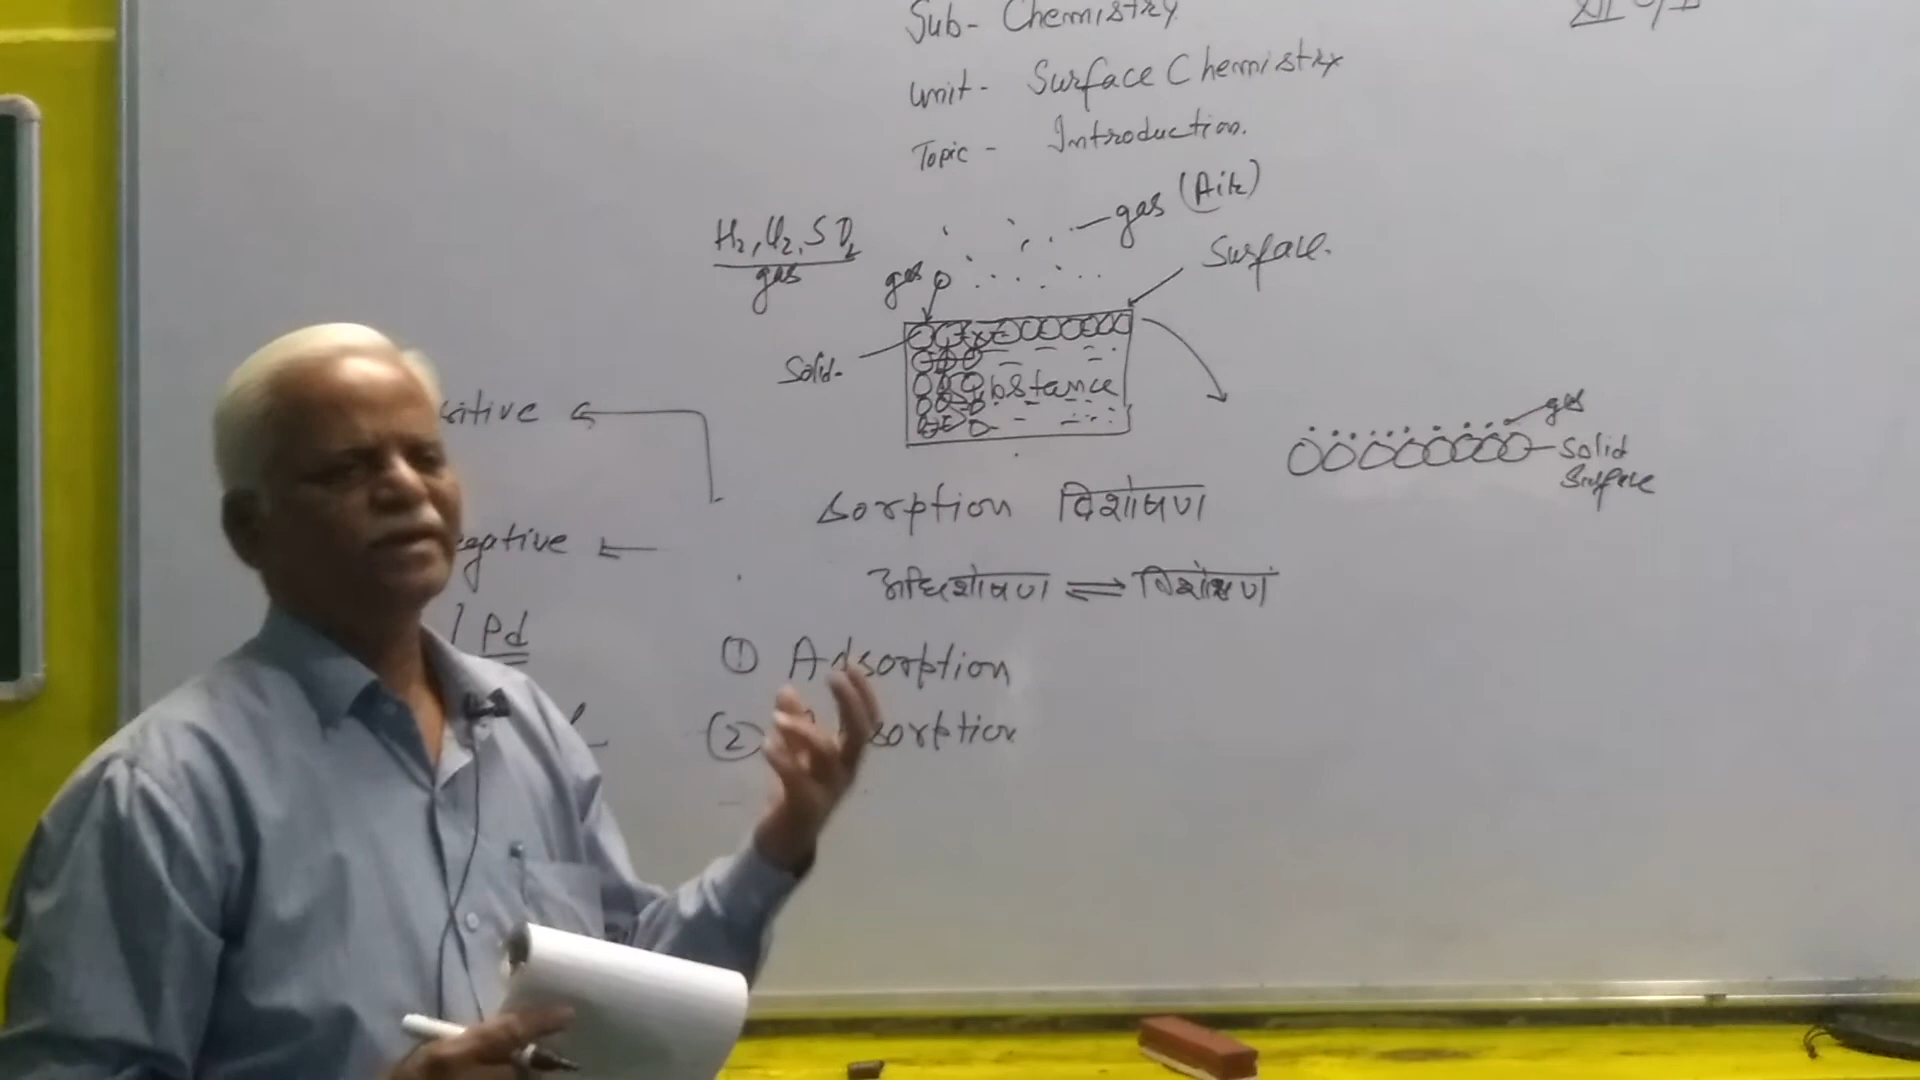 Sub- Chemistry
Unit- Surface Chemistry
Topic - Introduction.
gas (Air)
H2, Cl2, SO2
gas
gas
Surface.
Solid.
Substance
gas
Solid
Surface
sitive
Sorption विशोषण
egative
अधिशोषण ⇌ विशोषण
Pd
① Adsorption
② sorption